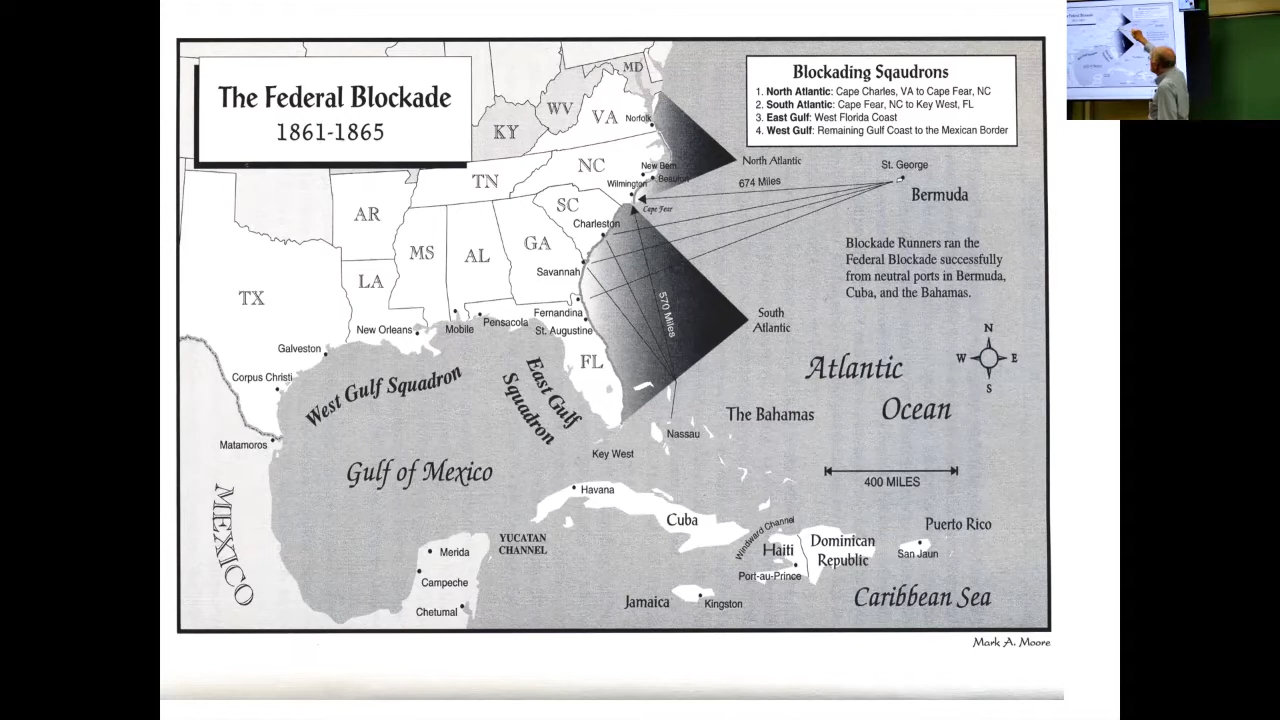 The Federal Blockade
1861-1865
Blockading Sqaudrons
1. North Atlantic: Cape Charles, VA to Cape Fear, NC
2. South Atlantic: Cape Fear, NC to Key West, FL
3. East Gulf: West Florida Coast
4. West Gulf: Remaining Gulf Coast to the Mexican Border
MD
WV
VA
Norfolk
KY
North Atlantic
NC
New Bern
Beaufort
TN
Wilmington
674 Miles
St. George
Bermuda
Cape Fear
SC
AR
Charleston
MS
AL
GA
Blockade Runners ran the
Federal Blockade successfully
from neutral ports in Bermuda,
Cuba, and the Bahamas.
LA
TX
Savannah
570 Miles
Fernandina
South
Atlantic
New Orleans
Mobile
Pensacola
St. Augustine
N
W
E
S
Galveston
FL
Atlantic
Ocean
Corpus Christi
West Gulf Squadron
East Gulf
Squadron
The Bahamas
Nassau
Matamoros
Key West
Gulf of Mexico
400 MILES
MEXICO
Havana
Cuba
Windward Channel
Puerto Rico
YUCATAN
CHANNEL
Haiti
Dominican
Republic
San Jaun
Merida
Port-au-Prince
Campeche
Jamaica
Kingston
Caribbean Sea
Chetumal
Mark A. Moore